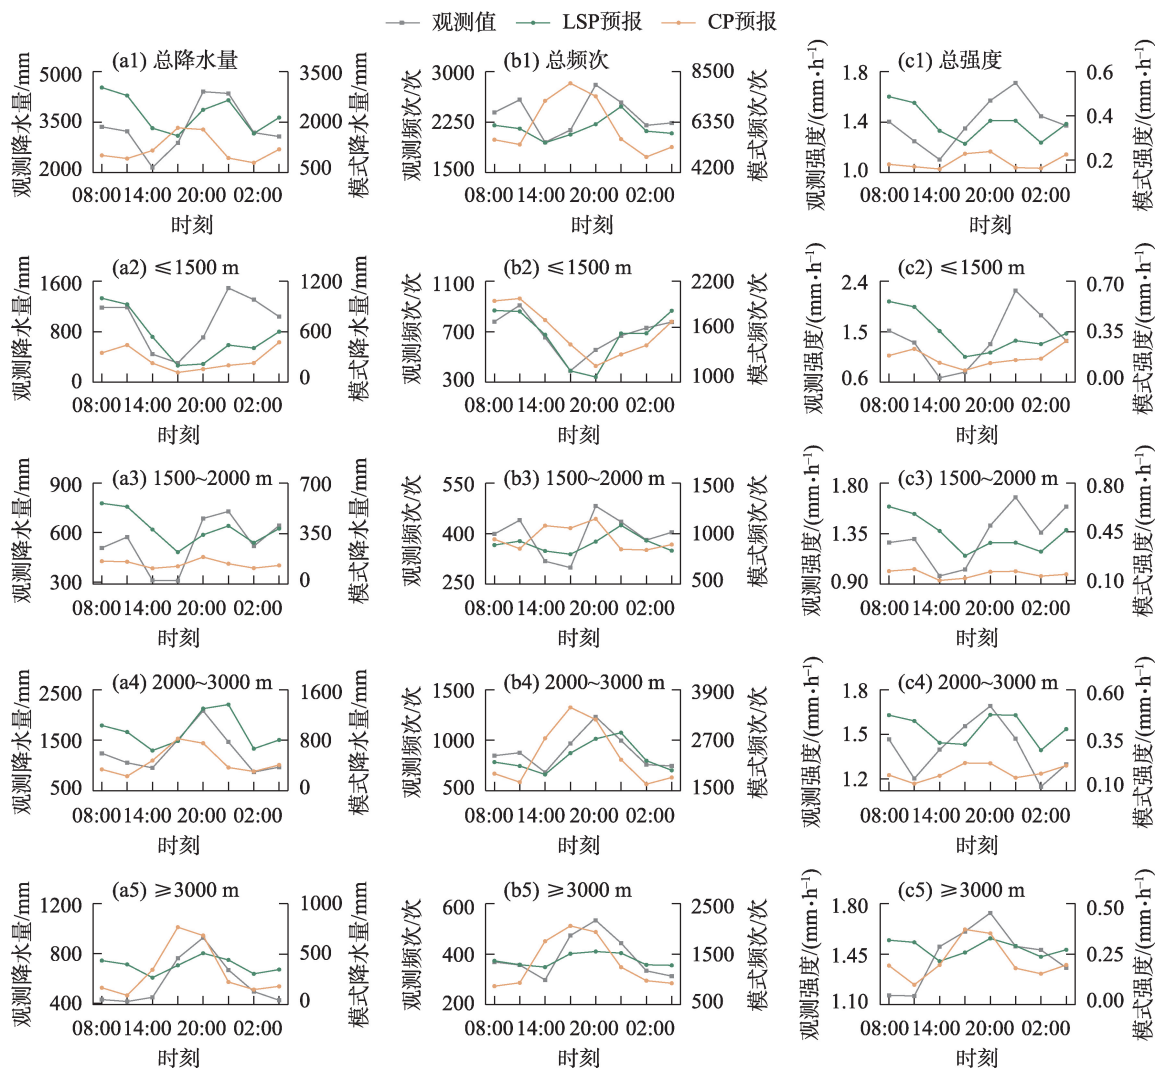 观测值 LSP预报 CP预报
(a1) 总降水量
观测降水量/mm
5000
3500
2000
模式降水量/mm
3500
2000
500
08:00 14:00 20:00 02:00
时刻
(b1) 总频次
观测频次/次
3000
2250
1500
模式频次/次
8500
6350
4200
08:00 14:00 20:00 02:00
时刻
(c1) 总强度
观测强度/(mm·h⁻¹)
1.8
1.4
1.0
模式强度/(mm·h⁻¹)
0.6
0.4
0.2
08:00 14:00 20:00 02:00
时刻
(a2) ≤1500 m
观测降水量/mm
1600
800
0
模式降水量/mm
1200
600
0
08:00 14:00 20:00 02:00
时刻
(b2) ≤1500 m
观测频次/次
1100
700
300
模式频次/次
2200
1600
1000
08:00 14:00 20:00 02:00
时刻
(c2) ≤1500 m
观测强度/(mm·h⁻¹)
2.4
1.5
0.6
模式强度/(mm·h⁻¹)
0.70
0.35
0.00
08:00 14:00 20:00 02:00
时刻
(a3) 1500~2000 m
观测降水量/mm
900
600
300
模式降水量/mm
700
350
0
08:00 14:00 20:00 02:00
时刻
(b3) 1500~2000 m
观测频次/次
550
400
250
模式频次/次
1500
1000
500
08:00 14:00 20:00 02:00
时刻
(c3) 1500~2000 m
观测强度/(mm·h⁻¹)
1.80
1.35
0.90
模式强度/(mm·h⁻¹)
0.80
0.45
0.10
08:00 14:00 20:00 02:00
时刻
(a4) 2000~3000 m
观测降水量/mm
2500
1500
500
模式降水量/mm
1600
800
0
08:00 14:00 20:00 02:00
时刻
(b4) 2000~3000 m
观测频次/次
1500
1000
500
模式频次/次
3900
2700
1500
08:00 14:00 20:00 02:00
时刻
(c4) 2000~3000 m
观测强度/(mm·h⁻¹)
1.8
1.5
1.2
模式强度/(mm·h⁻¹)
0.60
0.35
0.10
08:00 14:00 20:00 02:00
时刻
(a5) ≥3000 m
观测降水量/mm
1200
800
400
模式降水量/mm
1000
500
0
08:00 14:00 20:00 02:00
时刻
(b5) ≥3000 m
观测频次/次
600
400
200
模式频次/次
2500
1500
500
08:00 14:00 20:00 02:00
时刻
(c5) ≥3000 m
观测强度/(mm·h⁻¹)
1.80
1.45
1.10
模式强度/(mm·h⁻¹)
0.50
0.25
0.00
08:00 14:00 20:00 02:00
时刻